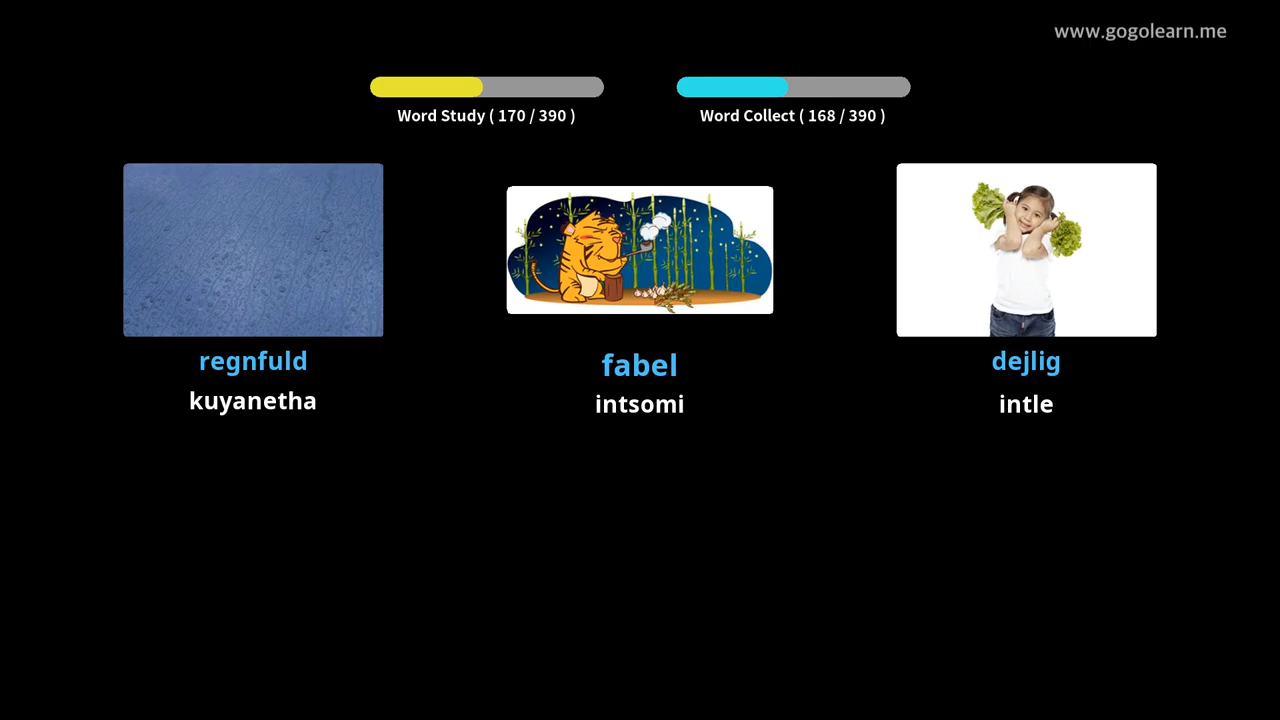 www.gogolearn.me
Word Study ( 170 / 390 )
Word Collect ( 168 / 390 )
regnfuld
kuyanetha
fabel
intsomi
dejlig
intle